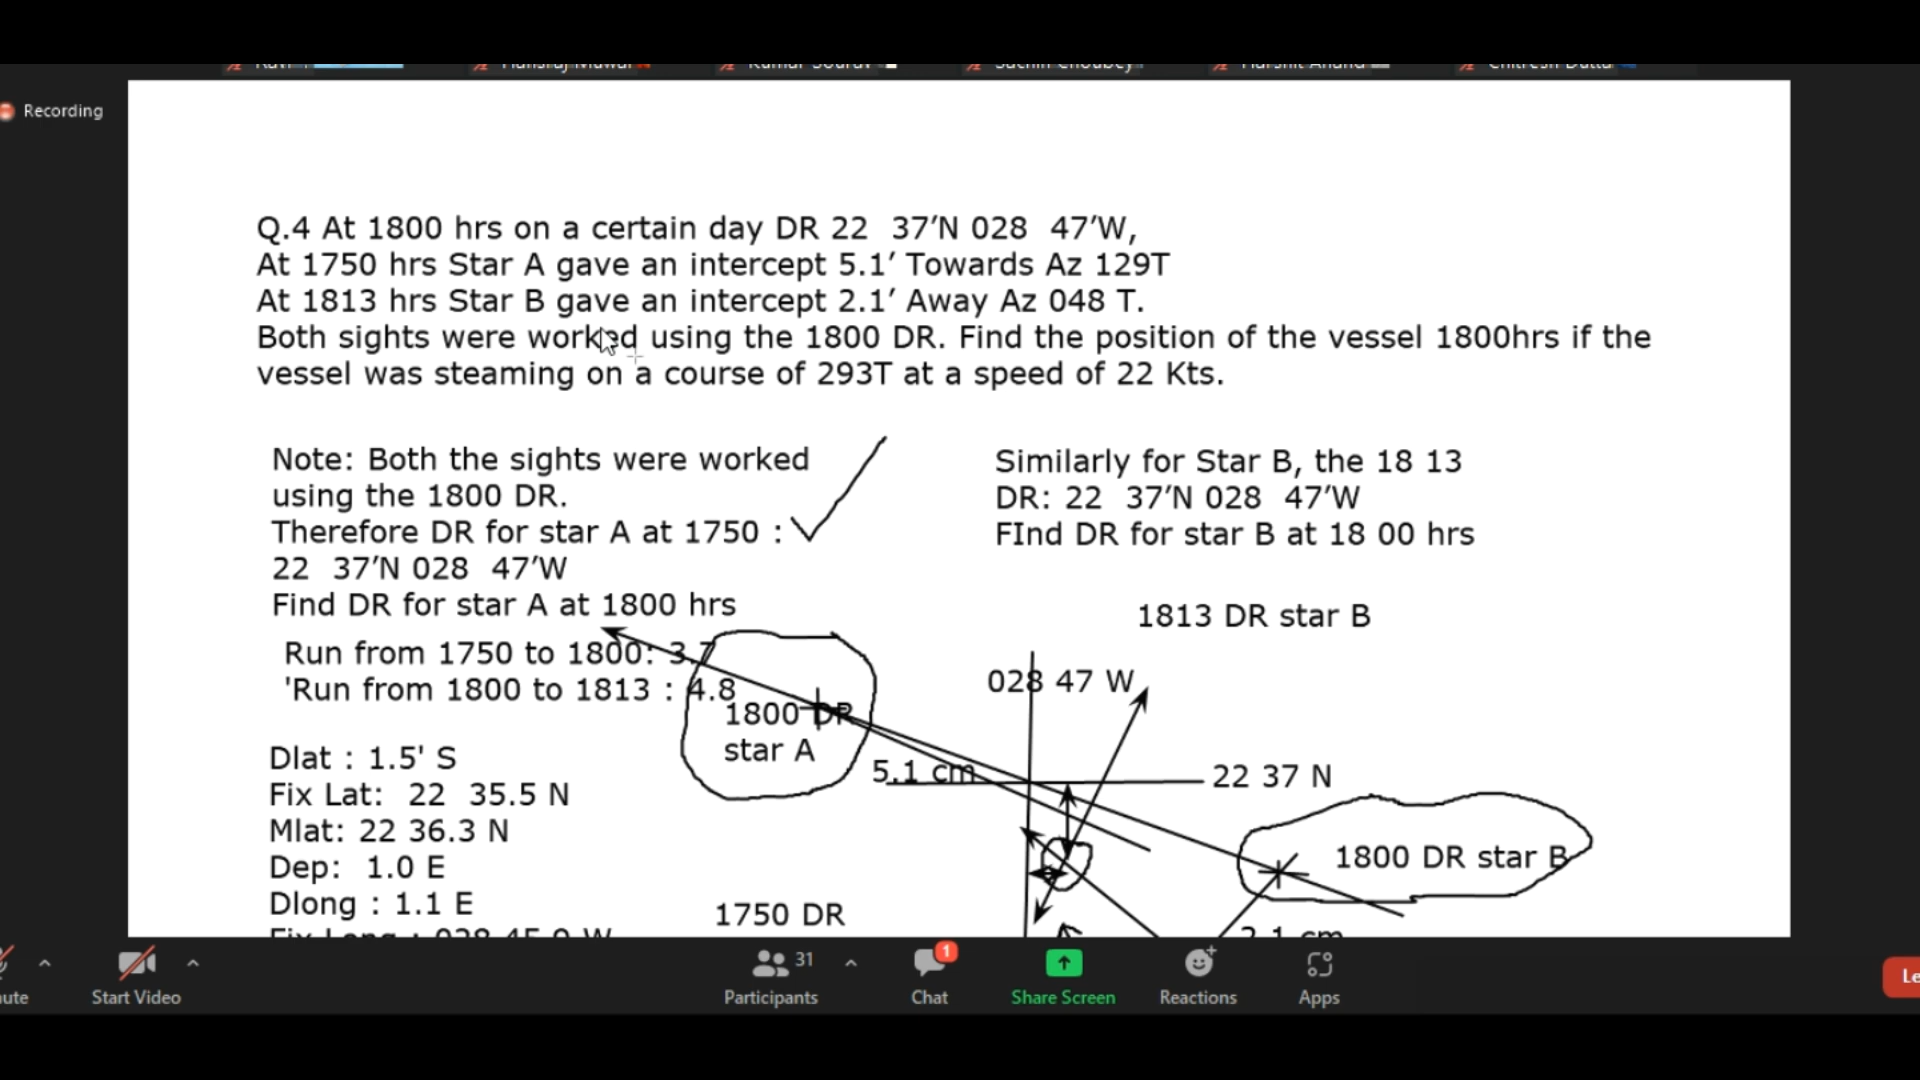 Recording
Q.4 At 1800 hrs on a certain day DR 22 37′N 028 47′W,
At 1750 hrs Star A gave an intercept 5.1′ Towards Az 129T
At 1813 hrs Star B gave an intercept 2.1′ Away Az 048 T.
Both sights were worked using the 1800 DR. Find the position of the vessel 1800hrs if the
vessel was steaming on a course of 293T at a speed of 22 Kts.
Note: Both the sights were worked
using the 1800 DR.
Therefore DR for star A at 1750 :
22 37′N 028 47′W
Find DR for star A at 1800 hrs
Run from 1750 to 1800: 3.7
'Run from 1800 to 1813 : 4.8
Similarly for Star B, the 18 13
DR: 22 37′N 028 47′W
FInd DR for star B at 18 00 hrs
1813 DR star B
028 47 W
1800 DR
star A
5.1 cm
22 37 N
1800 DR star B
Dlat : 1.5' S
Fix Lat: 22 35.5 N
Mlat: 22 36.3 N
Dep: 1.0 E
Dlong : 1.1 E
1750 DR
2.1 cm
Start Video
31
Participants
1
Chat
Share Screen
Reactions
Apps